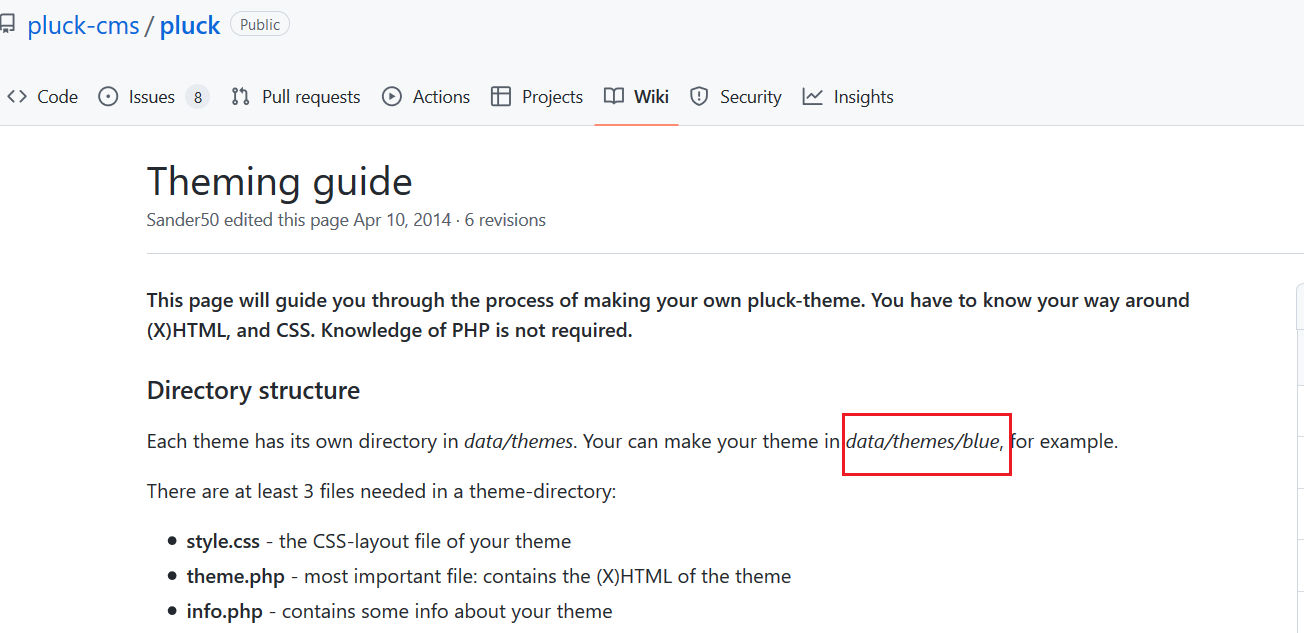 pluck-cms / pluck Public
Code Issues 8 Pull requests Actions Projects Wiki Security Insights
Theming guide
Sander50 edited this page Apr 10, 2014 · 6 revisions
This page will guide you through the process of making your own pluck-theme. You have to know your way around
(X)HTML, and CSS. Knowledge of PHP is not required.
Directory structure
Each theme has its own directory in data/themes. Your can make your theme in data/themes/blue, for example.
There are at least 3 files needed in a theme-directory:
• style.css - the CSS-layout file of your theme
• theme.php - most important file: contains the (X)HTML of the theme
• info.php - contains some info about your theme